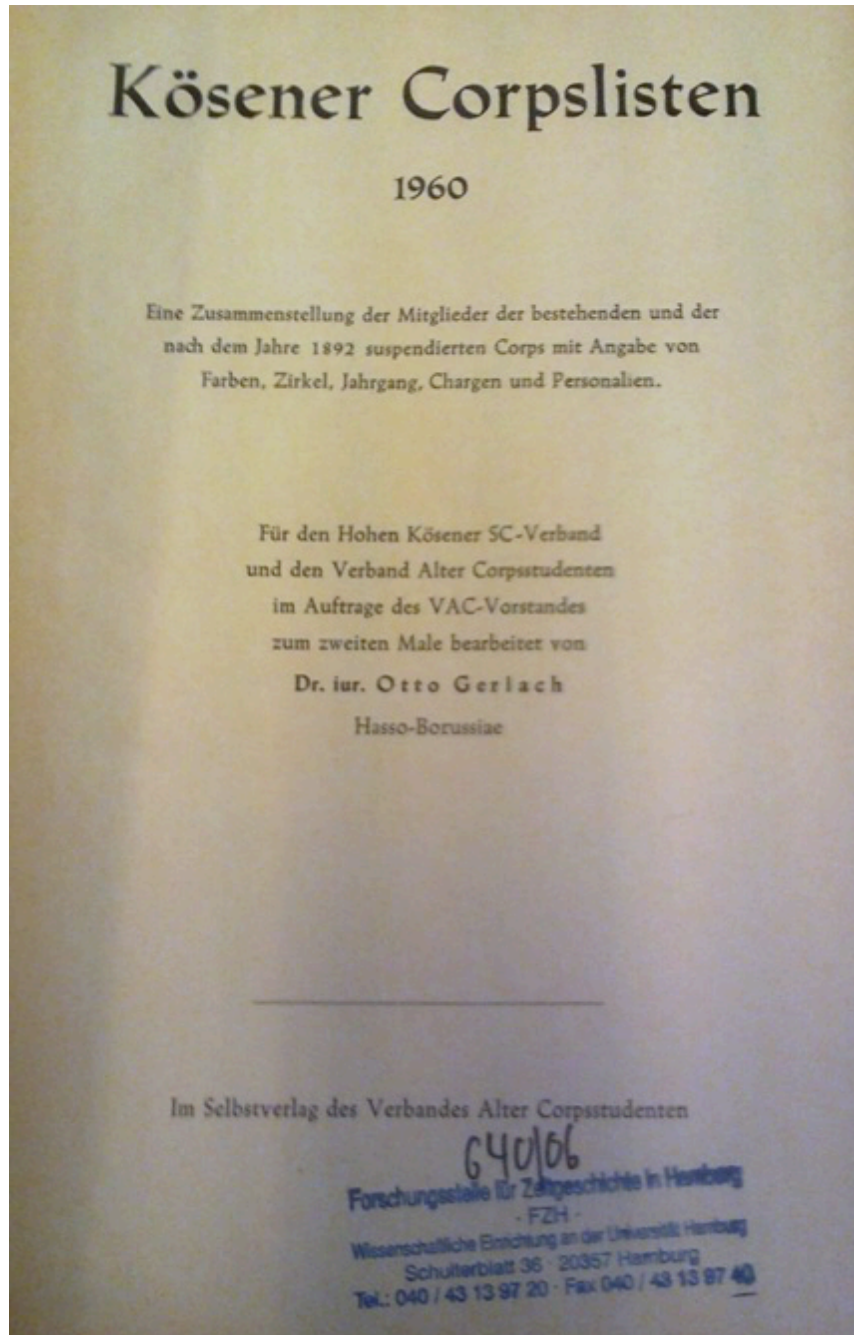 Kösener Corpslisten
1960
Eine Zusammenstellung der Mitglieder der bestehenden und der
nach dem Jahre 1892 suspendierten Corps mit Angabe von
Farben, Zirkel, Jahrgang, Chargen und Personalien.
Für den Hohen Kösener SC-Verband
und den Verband Alter Corpsstudenten
im Auftrage des VAC-Vorstandes
zum zweiten Male bearbeitet von
Dr. iur. Otto Gerlach
Hasso-Borussiae
Im Selbstverlag des Verbandes Alter Corpsstudenten
640/06
Forschungsstelle für Zeitgeschichte in Hamburg
- FZH -
Wissenschaftliche Einrichtung an der Universität Hamburg
Schulterblatt 36 · 20357 Hamburg
Tel.: 040 / 43 13 97 20 · Fax 040 / 43 13 97 40